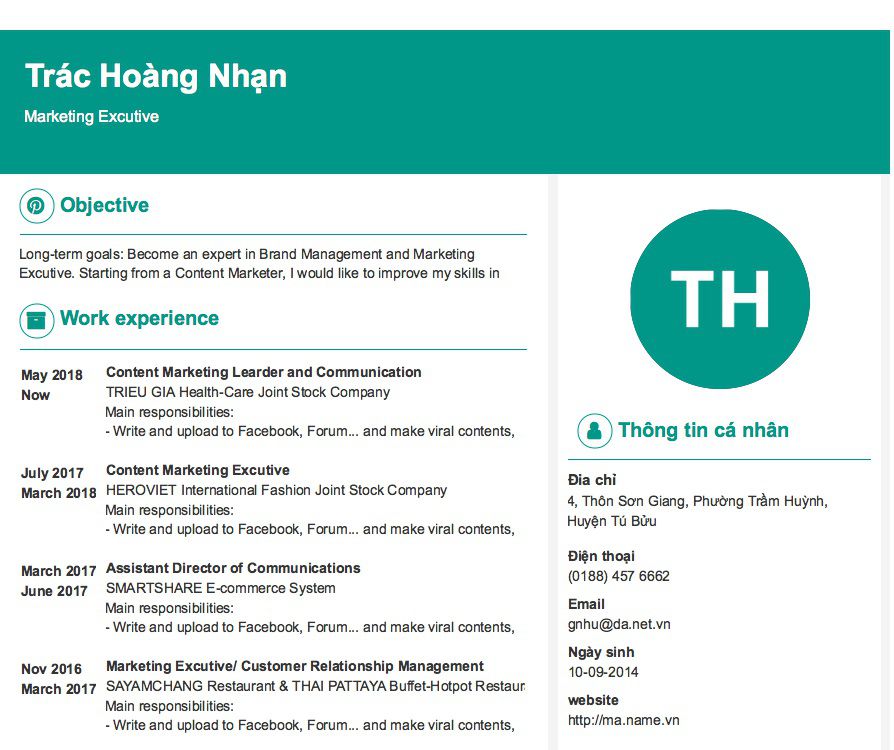 Trác Hoàng Nhạn
Marketing Excutive
Objective
Long-term goals: Become an expert in Brand Management and Marketing
Excutive. Starting from a Content Marketer, I would like to improve my skills in
Work experience
May 2018
Now
Content Marketing Learder and Communication
TRIEU GIA Health-Care Joint Stock Company
Main responsibilities:
- Write and upload to Facebook, Forum... and make viral contents,
July 2017
March 2018
Content Marketing Excutive
HEROVIET International Fashion Joint Stock Company
Main responsibilities:
- Write and upload to Facebook, Forum... and make viral contents,
March 2017
June 2017
Assistant Director of Communications
SMARTSHARE E-commerce System
Main responsibilities:
- Write and upload to Facebook, Forum... and make viral contents,
Nov 2016
March 2017
Marketing Excutive/ Customer Relationship Management
SAYAMCHANG Restaurant & THAI PATTAYA Buffet-Hotpot Restaur
Main responsibilities:
- Write and upload to Facebook, Forum... and make viral contents,
TH
Thông tin cá nhân
Đia chỉ
4, Thôn Sơn Giang, Phường Trầm Huỳnh,
Huyện Tú Bửu
Điện thoại
(0188) 457 6662
Email
gnhu@da.net.vn
Ngày sinh
10-09-2014
website
http://ma.name.vn